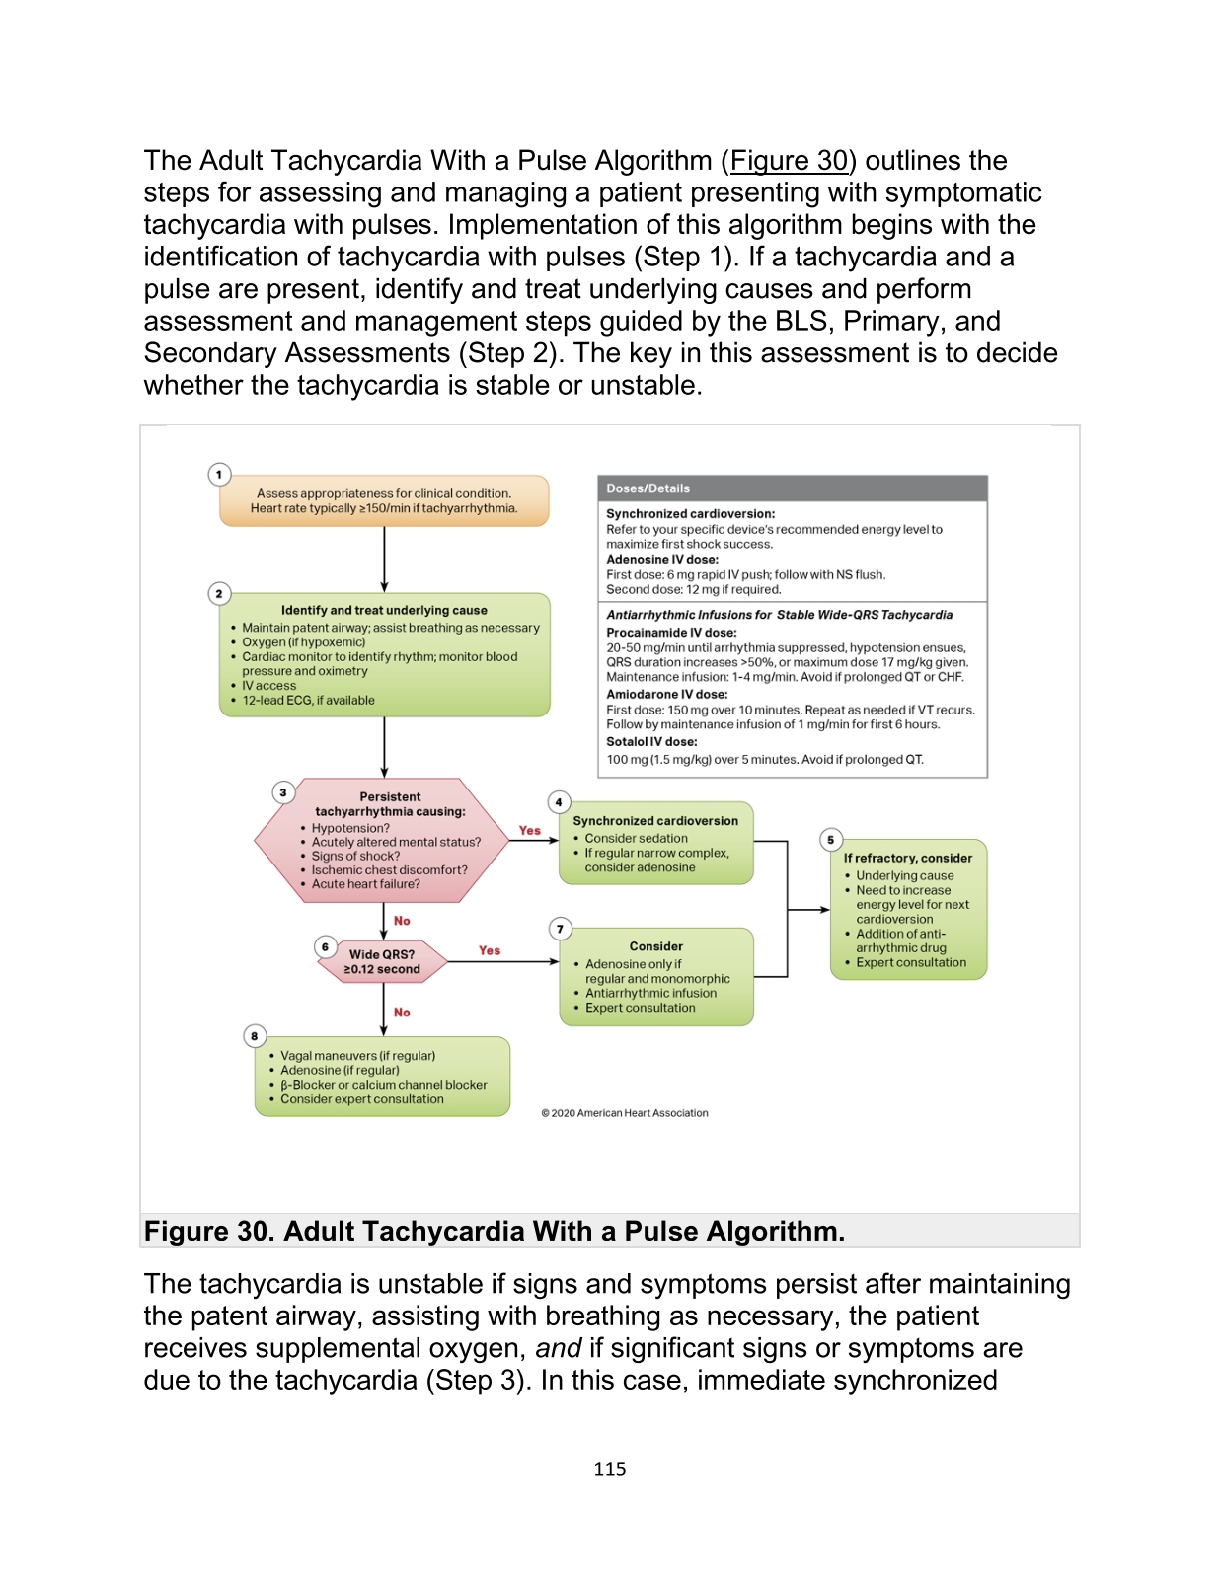 The Adult Tachycardia With a Pulse Algorithm (Figure 30) outlines the
steps for assessing and managing a patient presenting with symptomatic
tachycardia with pulses. Implementation of this algorithm begins with the
identification of tachycardia with pulses (Step 1). If a tachycardia and a
pulse are present, identify and treat underlying causes and perform
assessment and management steps guided by the BLS, Primary, and
Secondary Assessments (Step 2). The key in this assessment is to decide
whether the tachycardia is stable or unstable.
1
Assess appropriateness for clinical condition.
Heart rate typically ≥150/min if tachyarrhythmia.
2
Identify and treat underlying cause
• Maintain patent airway; assist breathing as necessary
• Oxygen (if hypoxemic)
• Cardiac monitor to identify rhythm; monitor blood
pressure and oximetry
• IV access
• 12-lead ECG, if available
Doses/Details
Synchronized cardioversion:
Refer to your specific device's recommended energy level to
maximize first shock success.
Adenosine IV dose:
First dose: 6 mg rapid IV push; follow with NS flush.
Second dose: 12 mg if required.
Antiarrhythmic Infusions for Stable Wide-QRS Tachycardia
Procainamide IV dose:
20-50 mg/min until arrhythmia suppressed, hypotension ensues,
QRS duration increases >50%, or maximum dose 17 mg/kg given.
Maintenance infusion: 1-4 mg/min. Avoid if prolonged QT or CHF.
Amiodarone IV dose:
First dose: 150 mg over 10 minutes. Repeat as needed if VT recurs.
Follow by maintenance infusion of 1 mg/min for first 6 hours.
Sotalol IV dose:
100 mg (1.5 mg/kg) over 5 minutes. Avoid if prolonged QT.
3
Persistent
tachyarrhythmia causing:
• Hypotension?
• Acutely altered mental status?
• Signs of shock?
• Ischemic chest discomfort?
• Acute heart failure?
Yes
4
Synchronized cardioversion
• Consider sedation
• If regular narrow complex,
consider adenosine
5
If refractory, consider
• Underlying cause
• Need to increase
energy level for next
cardioversion
• Addition of anti-
arrhythmic drug
• Expert consultation
No
6
Wide QRS?
≥0.12 second
Yes
7
Consider
• Adenosine only if
regular and monomorphic
• Antiarrhythmic infusion
• Expert consultation
No
8
• Vagal maneuvers (if regular)
• Adenosine (if regular)
• β-Blocker or calcium channel blocker
• Consider expert consultation
© 2020 American Heart Association
Figure 30. Adult Tachycardia With a Pulse Algorithm.
The tachycardia is unstable if signs and symptoms persist after maintaining
the patent airway, assisting with breathing as necessary, the patient
receives supplemental oxygen, and if significant signs or symptoms are
due to the tachycardia (Step 3). In this case, immediate synchronized
115